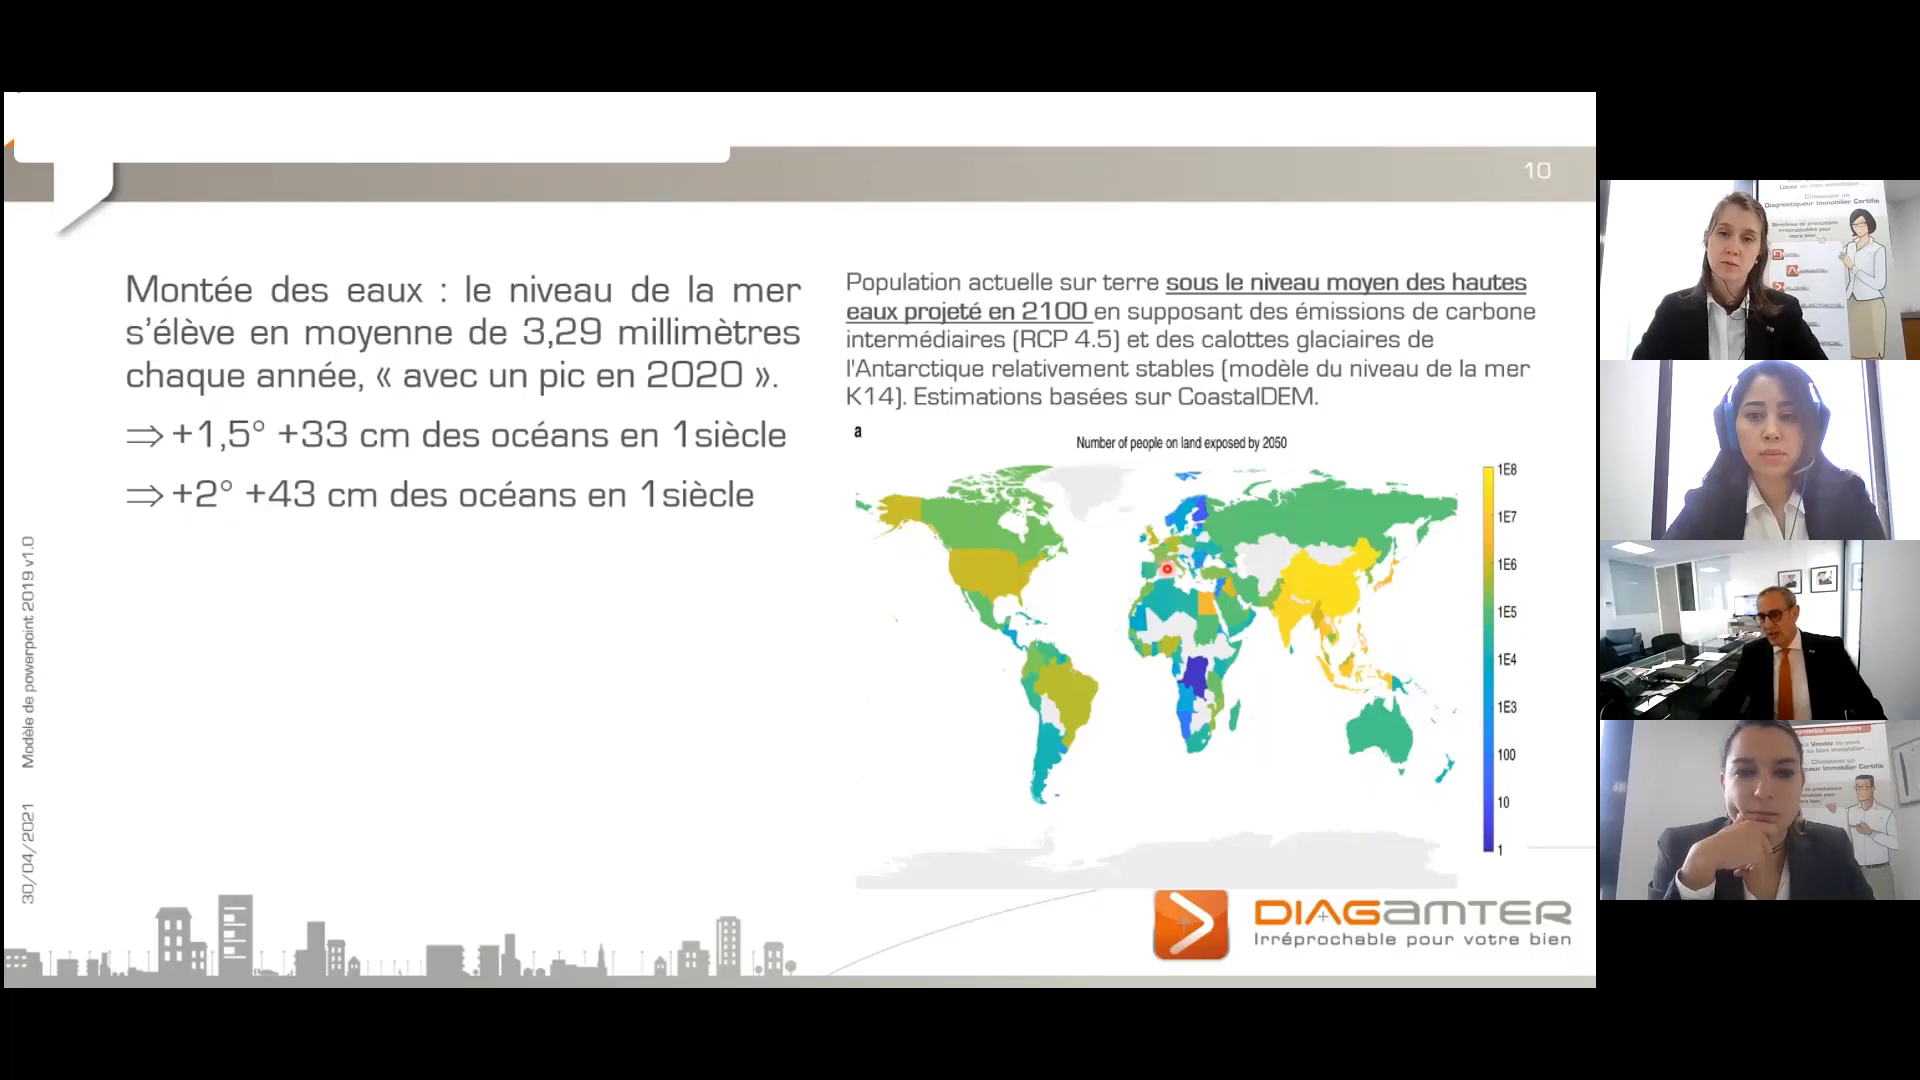 10
Montée des eaux : le niveau de la mer
s'élève en moyenne de 3,29 millimètres
chaque année, « avec un pic en 2020 ».
⇒ +1,5° +33 cm des océans en 1siècle
⇒ +2° +43 cm des océans en 1siècle
Population actuelle sur terre sous le niveau moyen des hautes
eaux projeté en 2100 en supposant des émissions de carbone
intermédiaires (RCP 4.5) et des calottes glaciaires de
l'Antarctique relativement stables (modèle du niveau de la mer
K14). Estimations basées sur CoastalDEM.
a
Number of people on land exposed by 2050
1E8
1E7
1E6
1E5
1E4
1E3
100
10
1
30/04/2021 Modèle de powerpoint 2019 v1.0
DIAGAMTER
Irréprochable pour votre bien
Diagnostiqueur Immobilier Certifié